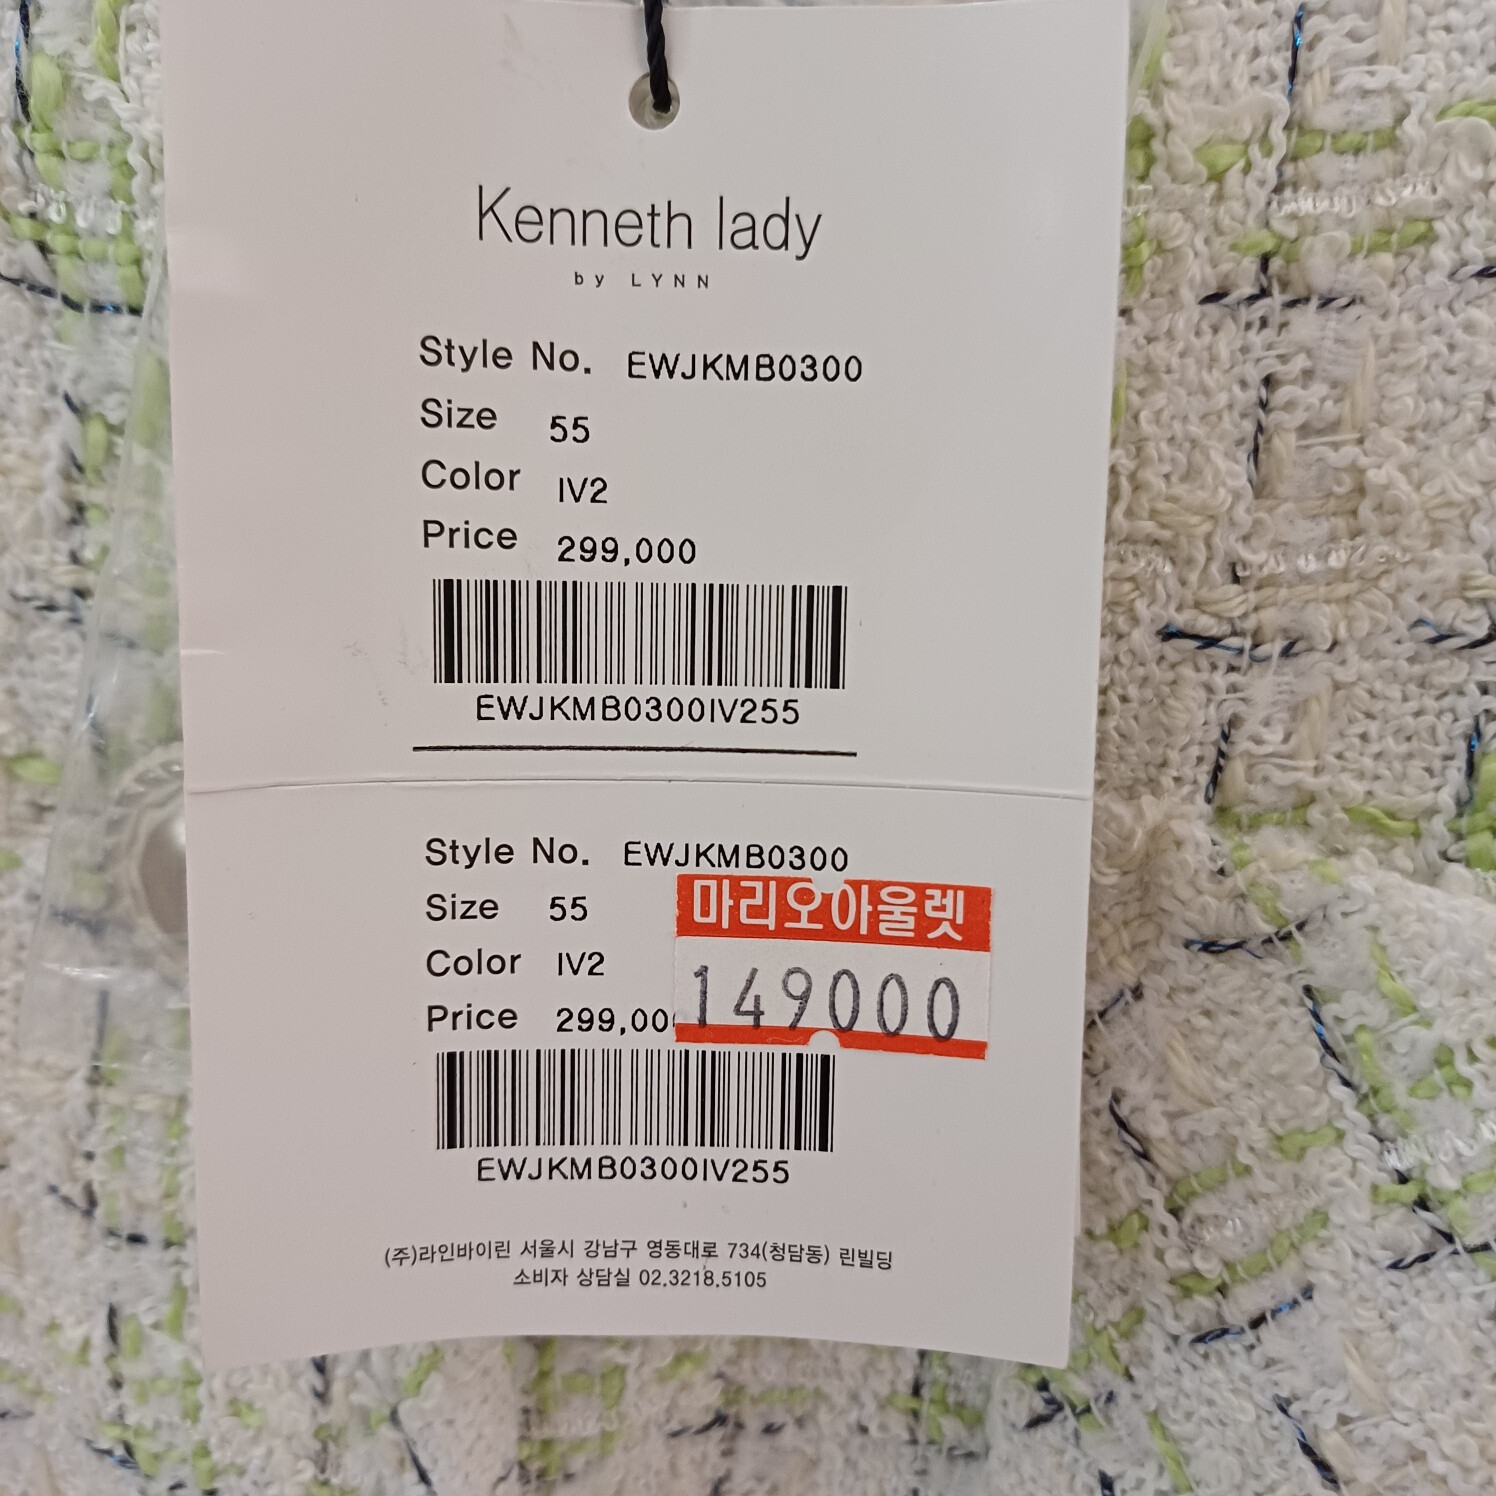 Kenneth lady
by LYNN
Style No. EWJKMB0300
Size 55
Color IV2
Price 299,000
EWJKMB0300IV255
Style No. EWJKMB0300
Size 55
Color IV2
Price 299,00
마리오아울렛
149000
EWJKMB0300IV255
(주)라인바이린 서울시 강남구 영동대로 734(청담동) 린빌딩
소비자 상담실 02.3218.5105